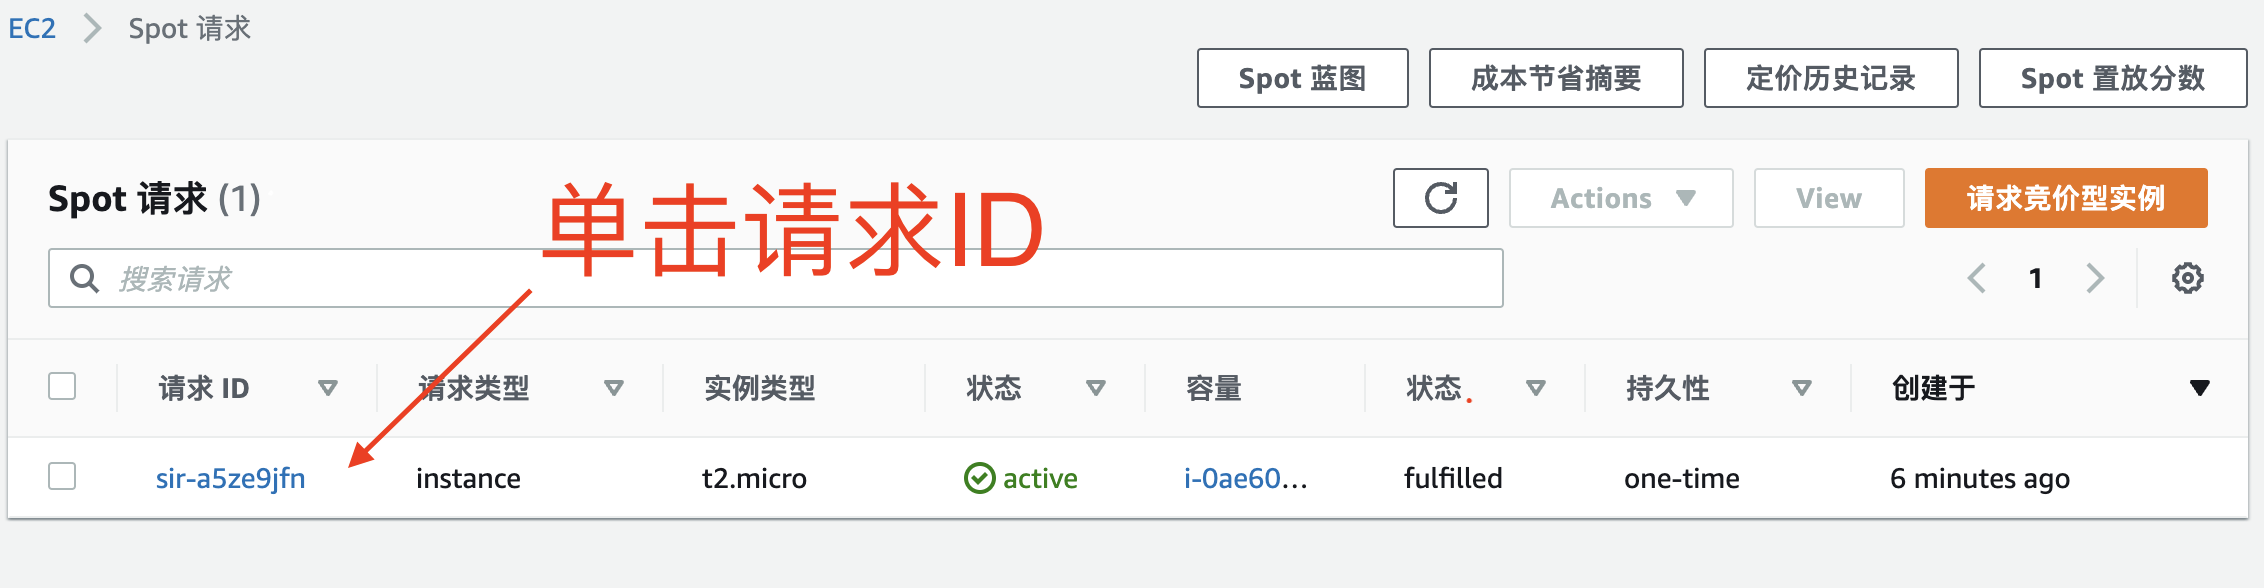 EC2 > Spot 请求
Spot 蓝图 成本节省摘要 定价历史记录 Spot 置放分数
Spot 请求 (1) Actions View 请求竞价型实例
单击请求ID
搜索请求 1
请求 ID 请求类型 实例类型 状态 容量 状态 持久性 创建于
sir-a5ze9jfn instance t2.micro active i-0ae60... fulfilled one-time 6 minutes ago